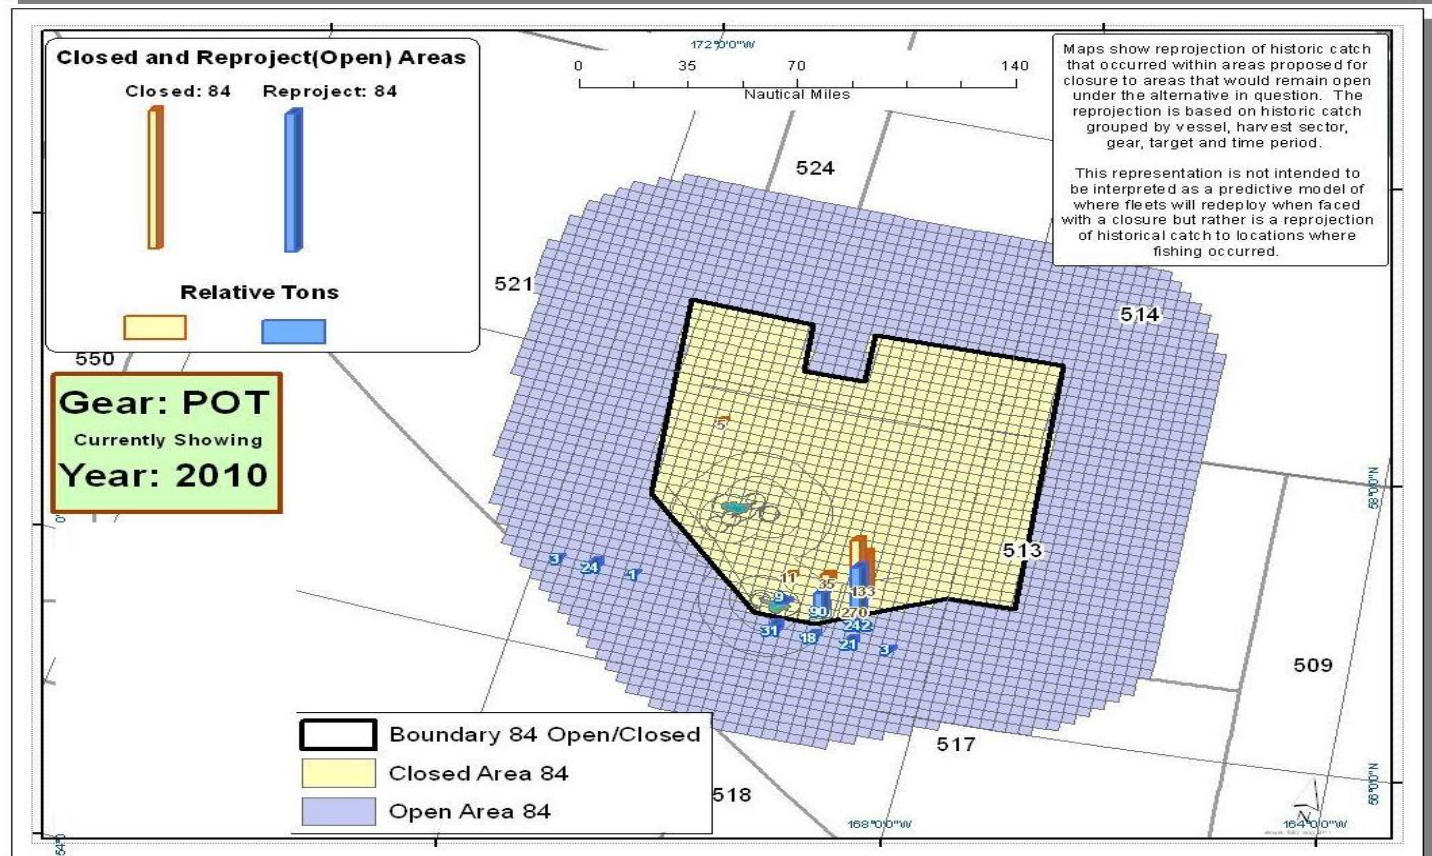 Closed and Reproject(Open) Areas
Closed: 84 Reproject: 84
Relative Tons
172°0'0"W
0 35 70 140
Nautical Miles
Maps show reprojection of historic catch
that occurred within areas proposed for
closure to areas that would remain open
under the alternative in question. The
reprojection is based on historic catch
grouped by vessel, harvest sector,
gear, target and time period.
This representation is not intended to
be interpreted as a predictive model of
where fleets will redeploy when faced
with a closure but rather is a reprojection
of historical catch to locations where
fishing occurred.
524
521
514
550
Gear: POT
Currently Showing
Year: 2010
5
58°0'0"N
513
3
24
1
11
35
133
9
90
270
31
18
242
21
3
509
517
518
Boundary 84 Open/Closed
Closed Area 84
Open Area 84
56°0'0"N
N
168°0'0"W
164°0'0"W